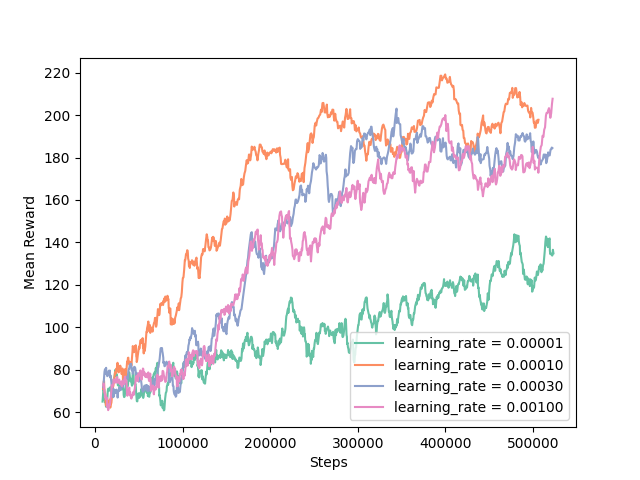 220
200
180
160
140
120
100
80
60
Mean Reward
learning_rate = 0.00001
learning_rate = 0.00010
learning_rate = 0.00030
learning_rate = 0.00100
0 100000 200000 300000 400000 500000
Steps